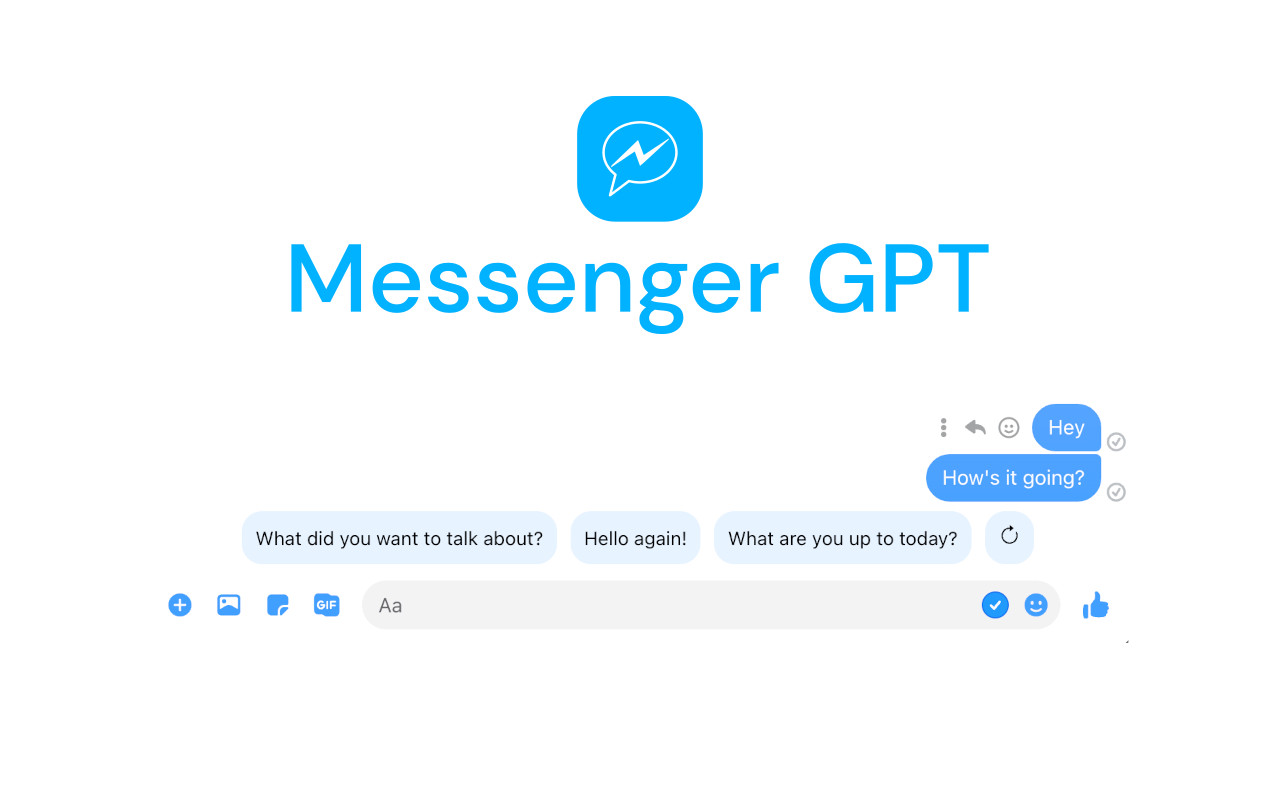 Messenger GPT
Hey
How's it going?
What did you want to talk about? Hello again! What are you up to today?
GIF Aa